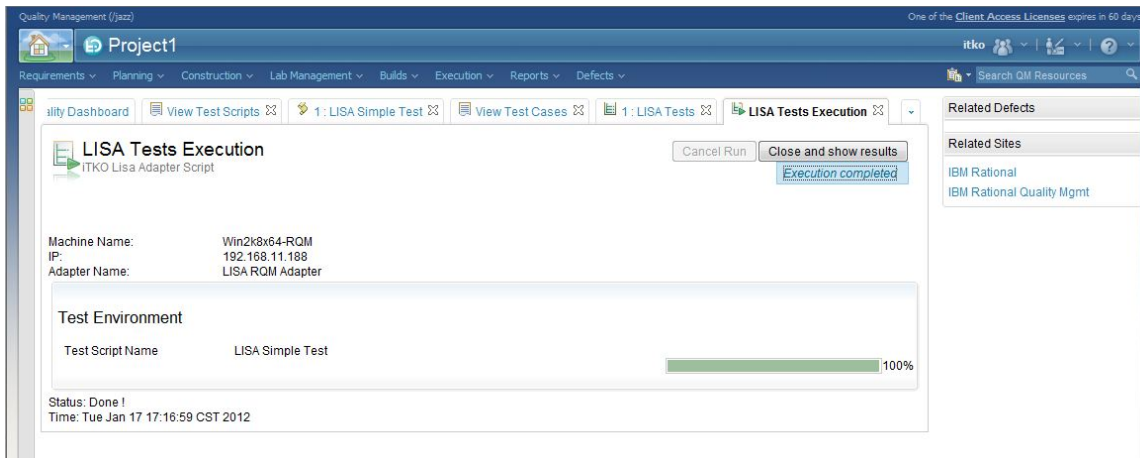 Quality Management (/jazz)
One of the Client Access Licenses expires in 60 days
Project1
itko
Requirements Planning Construction Lab Management Builds Execution Reports Defects
Search QM Resources
ality Dashboard View Test Scripts 1 : LISA Simple Test View Test Cases 1 : LISA Tests LISA Tests Execution
LISA Tests Execution
iTKO Lisa Adapter Script
Cancel Run Close and show results
Execution completed
Machine Name: Win2k8x64-RQM
IP: 192.168.11.188
Adapter Name: LISA RQM Adapter
Test Environment
Test Script Name LISA Simple Test
100%
Status: Done !
Time: Tue Jan 17 17:16:59 CST 2012
Related Defects
Related Sites
IBM Rational
IBM Rational Quality Mgmt